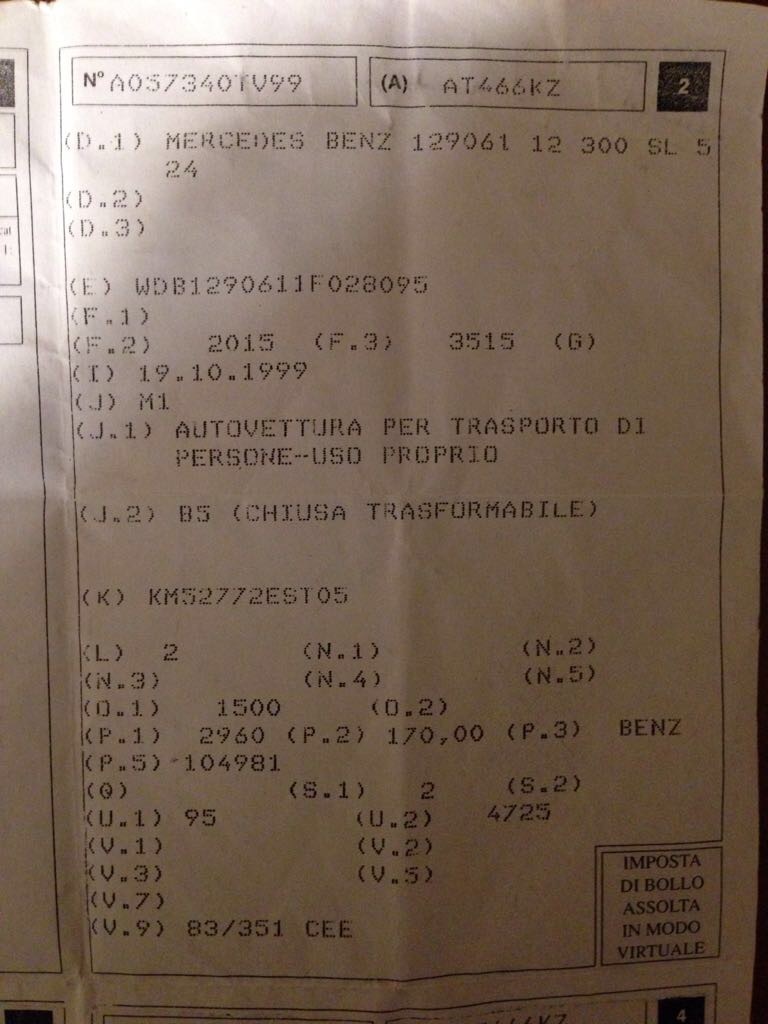 N° A057340TV99 (A) AT466KZ 2
(D.1) MERCEDES BENZ 129061 12 300 SL 5
24
(D.2)
(D.3)
(E) WDB1290611F028095
(F.1)
(F.2) 2015 (F.3) 3515 (G)
(I) 19.10.1999
(J) M1
(J.1) AUTOVETTURA PER TRASPORTO DI
PERSONE-USO PROPRIO
(J.2) B5 (CHIUSA TRASFORMABILE)
(K) KM52772EST05
(L) 2 (N.1) (N.2)
(N.3) (N.4) (N.5)
(O.1) 1500 (O.2)
(P.1) 2960 (P.2) 170,00 (P.3) BENZ
(P.5) 104981
(Q) (S.1) 2 (S.2)
(U.1) 95 (U.2) 4725
(V.1) (V.2)
(V.3) (V.5)
(V.7)
(V.9) 83/351 CEE
IMPOSTA
DI BOLLO
ASSOLTA
IN MODO
VIRTUALE
4